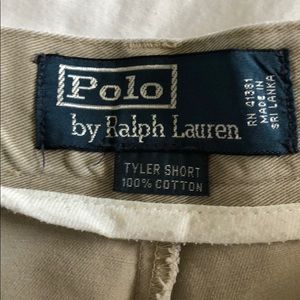 Polo
by Ralph Lauren
RN 41381
MADE IN
SRI LANKA
TYLER SHORT
100% COTTON